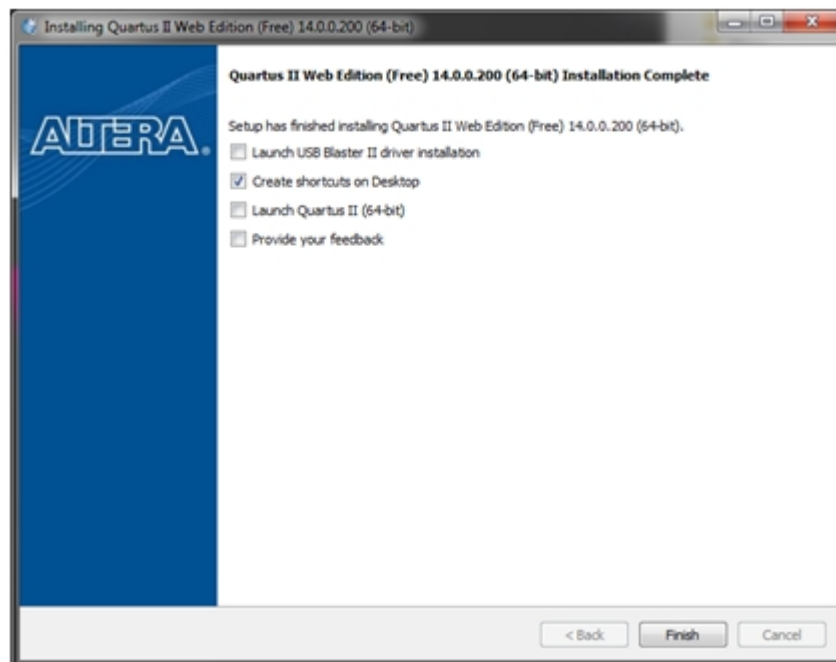 Installing Quartus II Web Edition (Free) 14.0.0.200 (64-bit)
Quartus II Web Edition (Free) 14.0.0.200 (64-bit) Installation Complete
ALTERA®
Setup has finished installing Quartus II Web Edition (Free) 14.0.0.200 (64-bit).
Launch USB Blaster II driver installation
Create shortcuts on Desktop
Launch Quartus II (64-bit)
Provide your feedback
< Back
Finish
Cancel